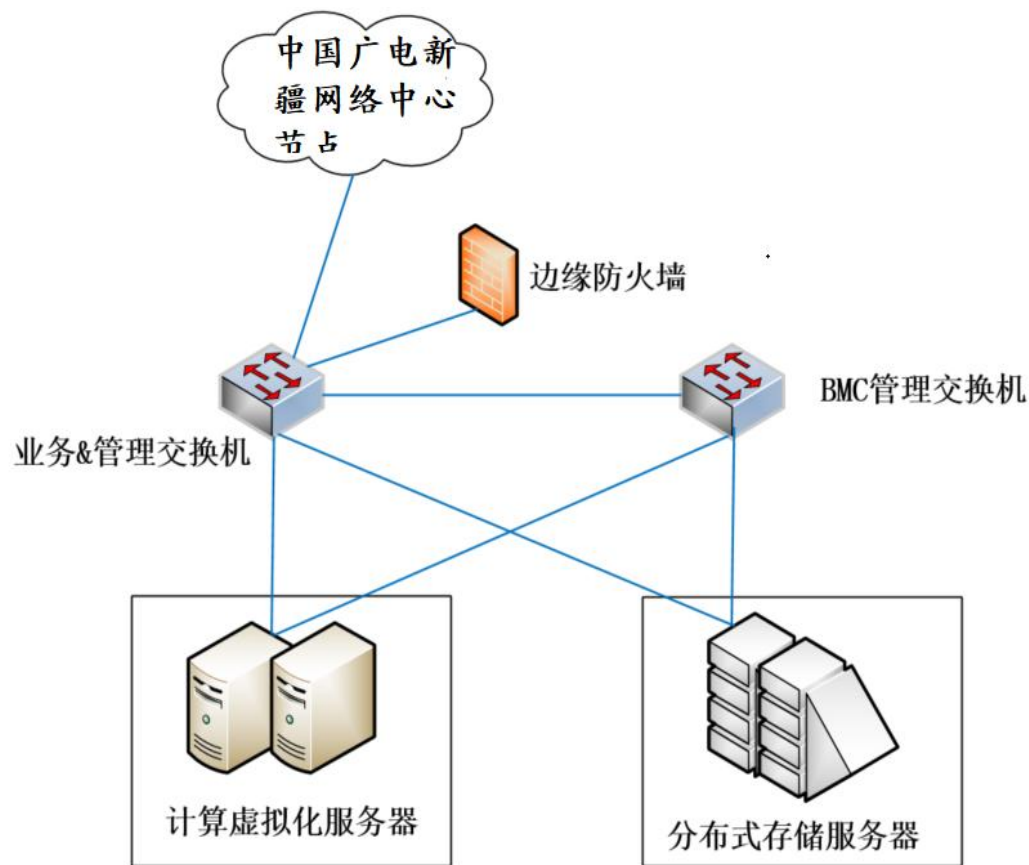 中国广电新
疆网络中心
节点
边缘防火墙
BMC管理交换机
业务&管理交换机
计算虚拟化服务器
分布式存储服务器